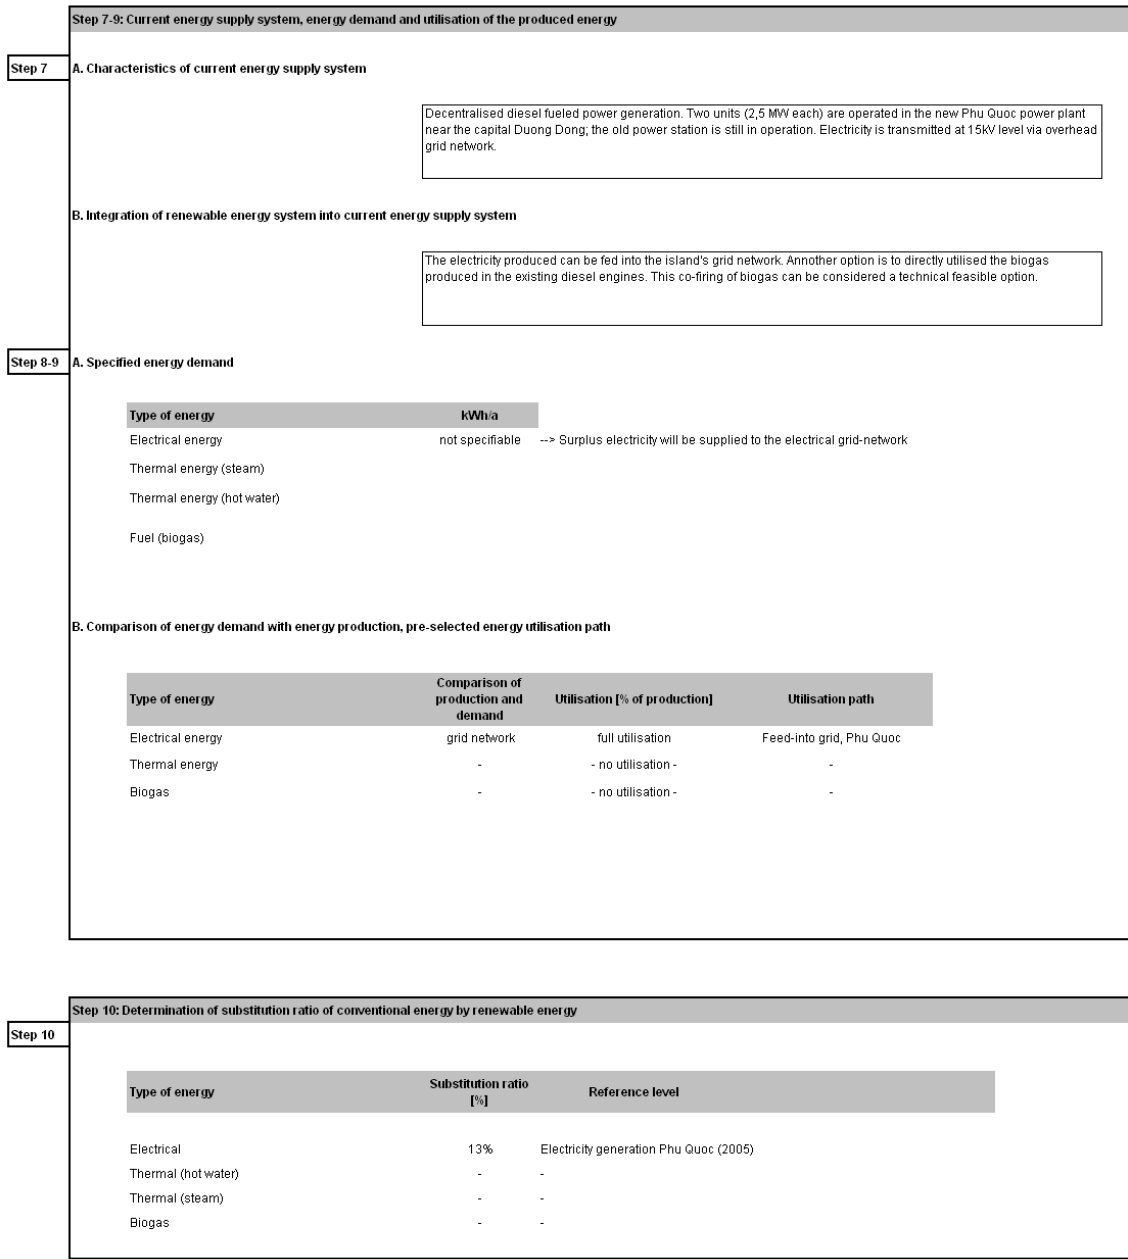 Step 7-9: Current energy supply system, energy demand and utilisation of the produced energy
Step 7
A. Characteristics of current energy supply system
Decentralised diesel fueled power generation. Two units (2,5 MW each) are operated in the new Phu Quoc power plant
near the capital Duong Dong; the old power station is still in operation. Electricity is transmitted at 15kV level via overhead
grid network.
B. Integration of renewable energy system into current energy supply system
The electricity produced can be fed into the island's grid network. Annother option is to directly utilised the biogas
produced in the existing diesel engines. This co-firing of biogas can be considered a technical feasible option.
Step 8-9
A. Specified energy demand
Type of energy kWh/a
Electrical energy not specifiable --> Surplus electricity will be supplied to the electrical grid-network
Thermal energy (steam)
Thermal energy (hot water)
Fuel (biogas)
B. Comparison of energy demand with energy production, pre-selected energy utilisation path
Comparison of
Type of energy production and Utilisation [% of production] Utilisation path
demand
Electrical energy grid network full utilisation Feed-into grid, Phu Quoc
Thermal energy - - no utilisation - -
Biogas - - no utilisation - -
Step 10: Determination of substitution ratio of conventional energy by renewable energy
Step 10
Type of energy Substitution ratio Reference level
[%]
Electrical 13% Electricity generation Phu Quoc (2005)
Thermal (hot water) - -
Thermal (steam) - -
Biogas - -